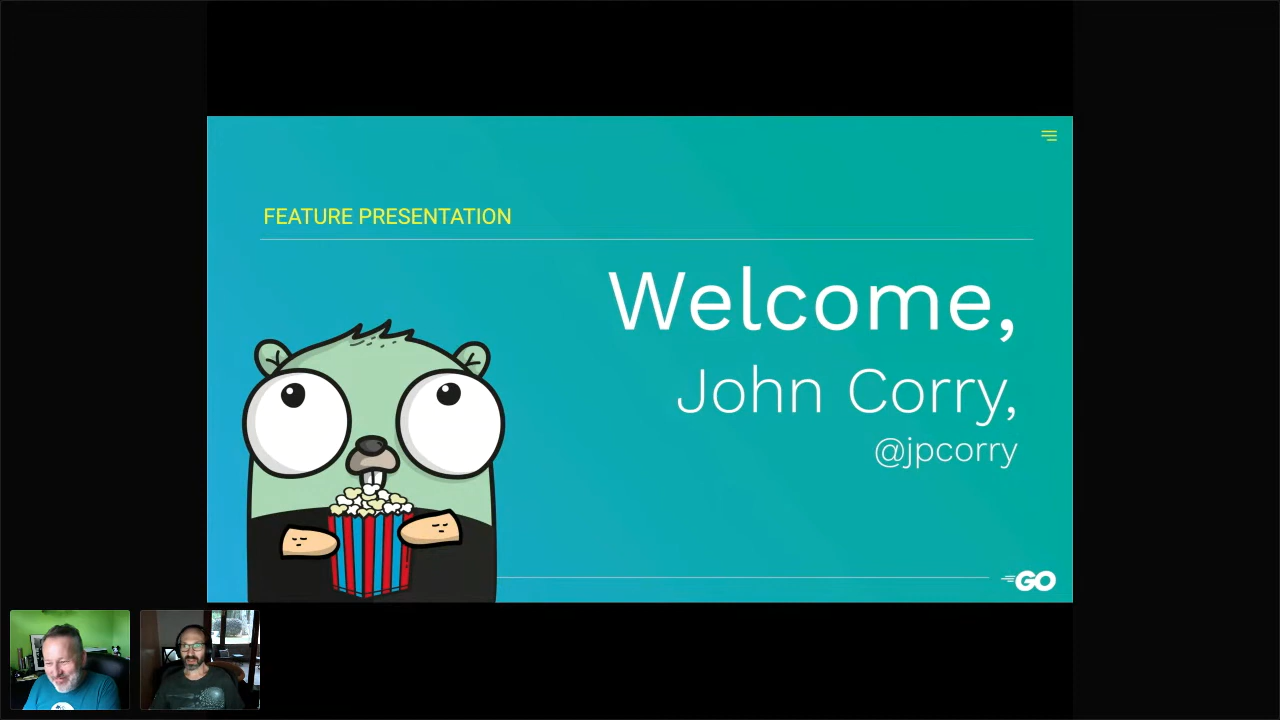 FEATURE PRESENTATION
Welcome,
John Corry,
@jpcorry
GO